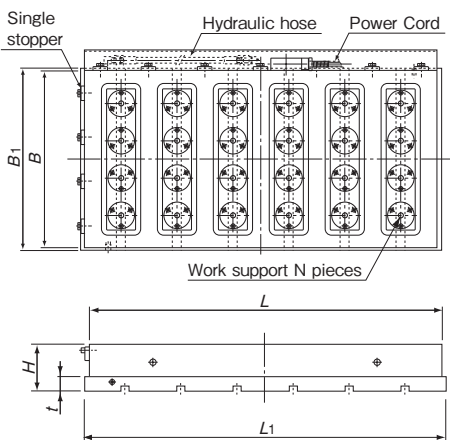 Single
stopper
Hydraulic hose
Power Cord
B1
B
Work support N pieces
L
H
t
L1